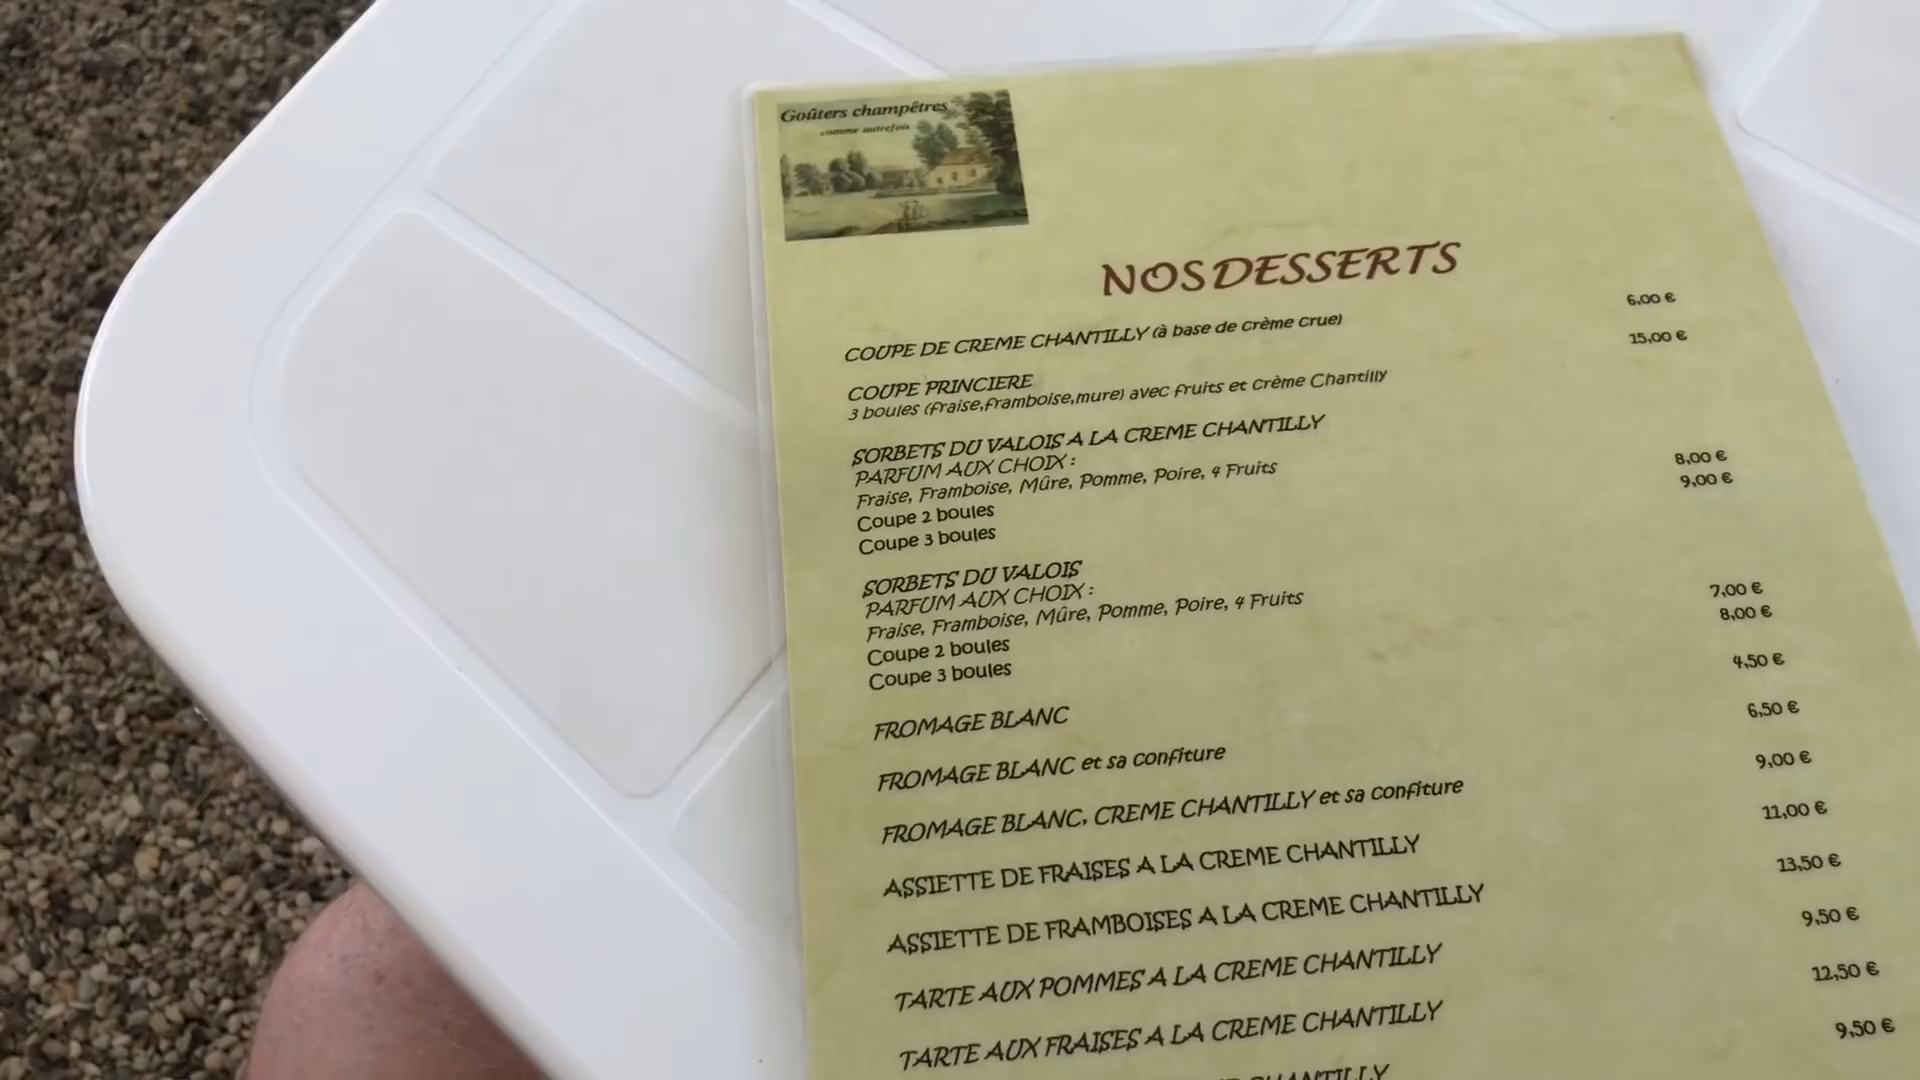 Goûters champêtres
comme autrefois
NOS DESSERTS
COUPE DE CREME CHANTILLY (à base de crème crue) 6,00 €
COUPE PRINCIERE 15,00 €
3 boules (fraise,framboise,mure) avec fruits et crème Chantilly
SORBETS DU VALOIS A LA CREME CHANTILLY
PARFUM AUX CHOIX :
Fraise, Framboise, Mûre, Pomme, Poire, 4 Fruits
Coupe 2 boules 8,00 €
Coupe 3 boules 9,00 €
SORBETS DU VALOIS
PARFUM AUX CHOIX :
Fraise, Framboise, Mûre, Pomme, Poire, 4 Fruits
Coupe 2 boules 7,00 €
Coupe 3 boules 8,00 €
FROMAGE BLANC 4,50 €
FROMAGE BLANC et sa confiture 6,50 €
FROMAGE BLANC, CREME CHANTILLY et sa confiture 9,00 €
ASSIETTE DE FRAISES A LA CREME CHANTILLY 11,00 €
ASSIETTE DE FRAMBOISES A LA CREME CHANTILLY 13,50 €
TARTE AUX POMMES A LA CREME CHANTILLY 9,50 €
TARTE AUX FRAISES A LA CREME CHANTILLY 12,50 €
CHANTILLY 9,50 €